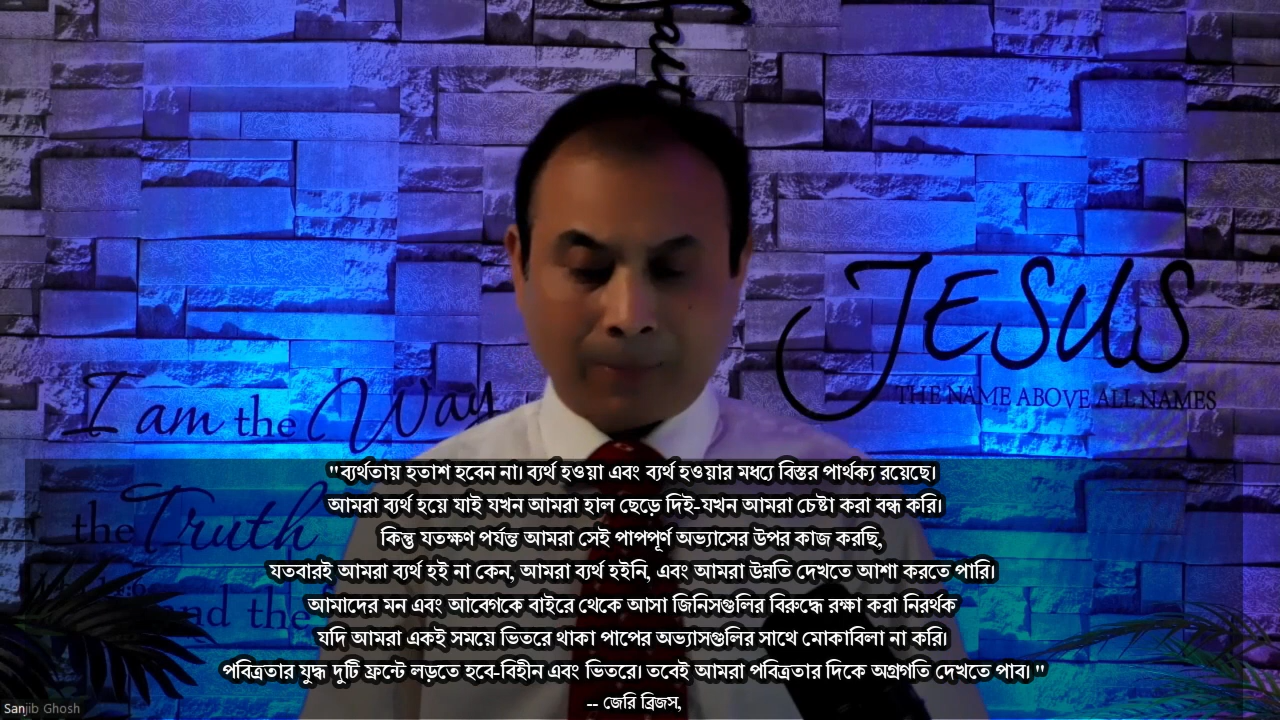 Fait
JESUS
THE NAME ABOVE ALL NAMES
I am the Way
the Truth
and the
"ব্যর্থতায় হতাশ হবেন না। ব্যর্থ হওয়া এবং ব্যর্থ হওয়ার মধ্যে বিস্তর পার্থক্য রয়েছে।
আমরা ব্যর্থ হয়ে যাই যখন আমরা হাল ছেড়ে দিই-যখন আমরা চেষ্টা করা বন্ধ করি।
কিন্তু যতক্ষণ পর্যন্ত আমরা সেই পাপপূর্ণ অভ্যাসের উপর কাজ করছি,
যতবারই আমরা ব্যর্থ হই না কেন, আমরা ব্যর্থ হইনি, এবং আমরা উন্নতি দেখতে আশা করতে পারি।
আমাদের মন এবং আবেগকে বাইরে থেকে আসা জিনিসগুলির বিরুদ্ধে রক্ষা করা নিরর্থক
যদি আমরা একই সময়ে ভিতরে থাকা পাপের অভ্যাসগুলির সাথে মোকাবিলা না করি।
পবিত্রতার যুদ্ধ দুটি ফ্রন্টে লড়তে হবে-বিহীন এবং ভিতরে। তবেই আমরা পবিত্রতার দিকে অগ্রগতি দেখতে পাব। "
-- জেরি ব্রিজস,
Sanjib Ghosh